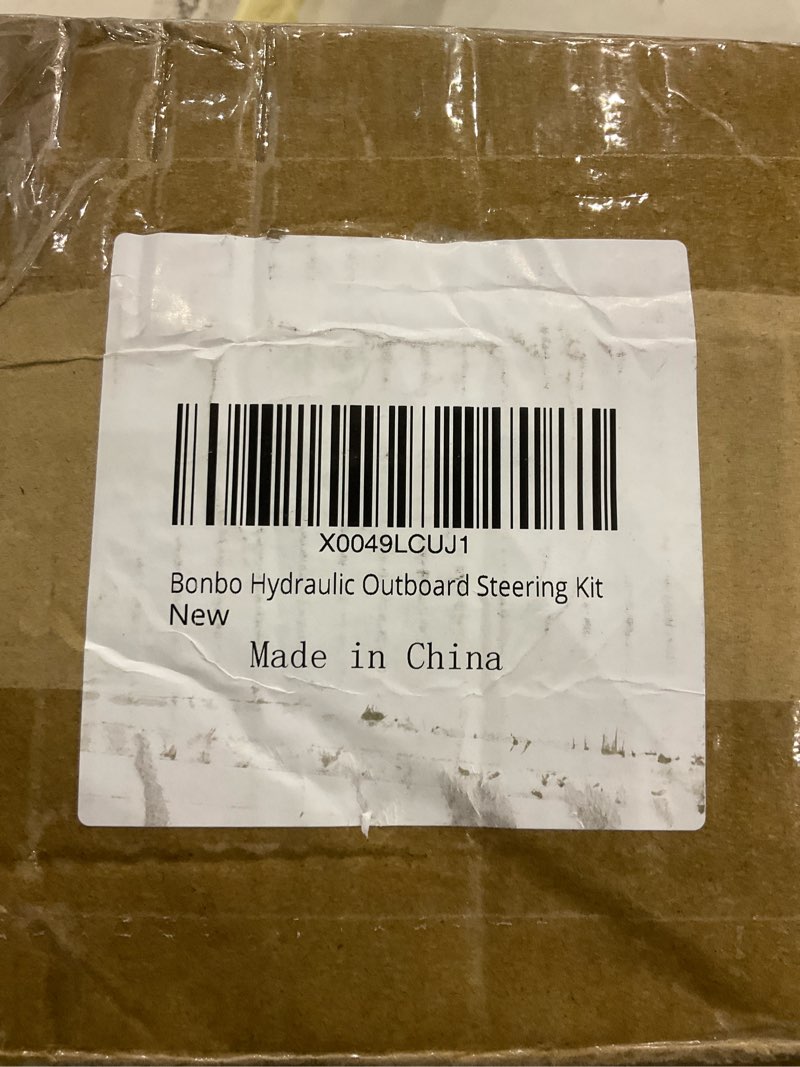 X0049LCUJ1
Bonbo Hydraulic Outboard Steering Kit
New
Made in China